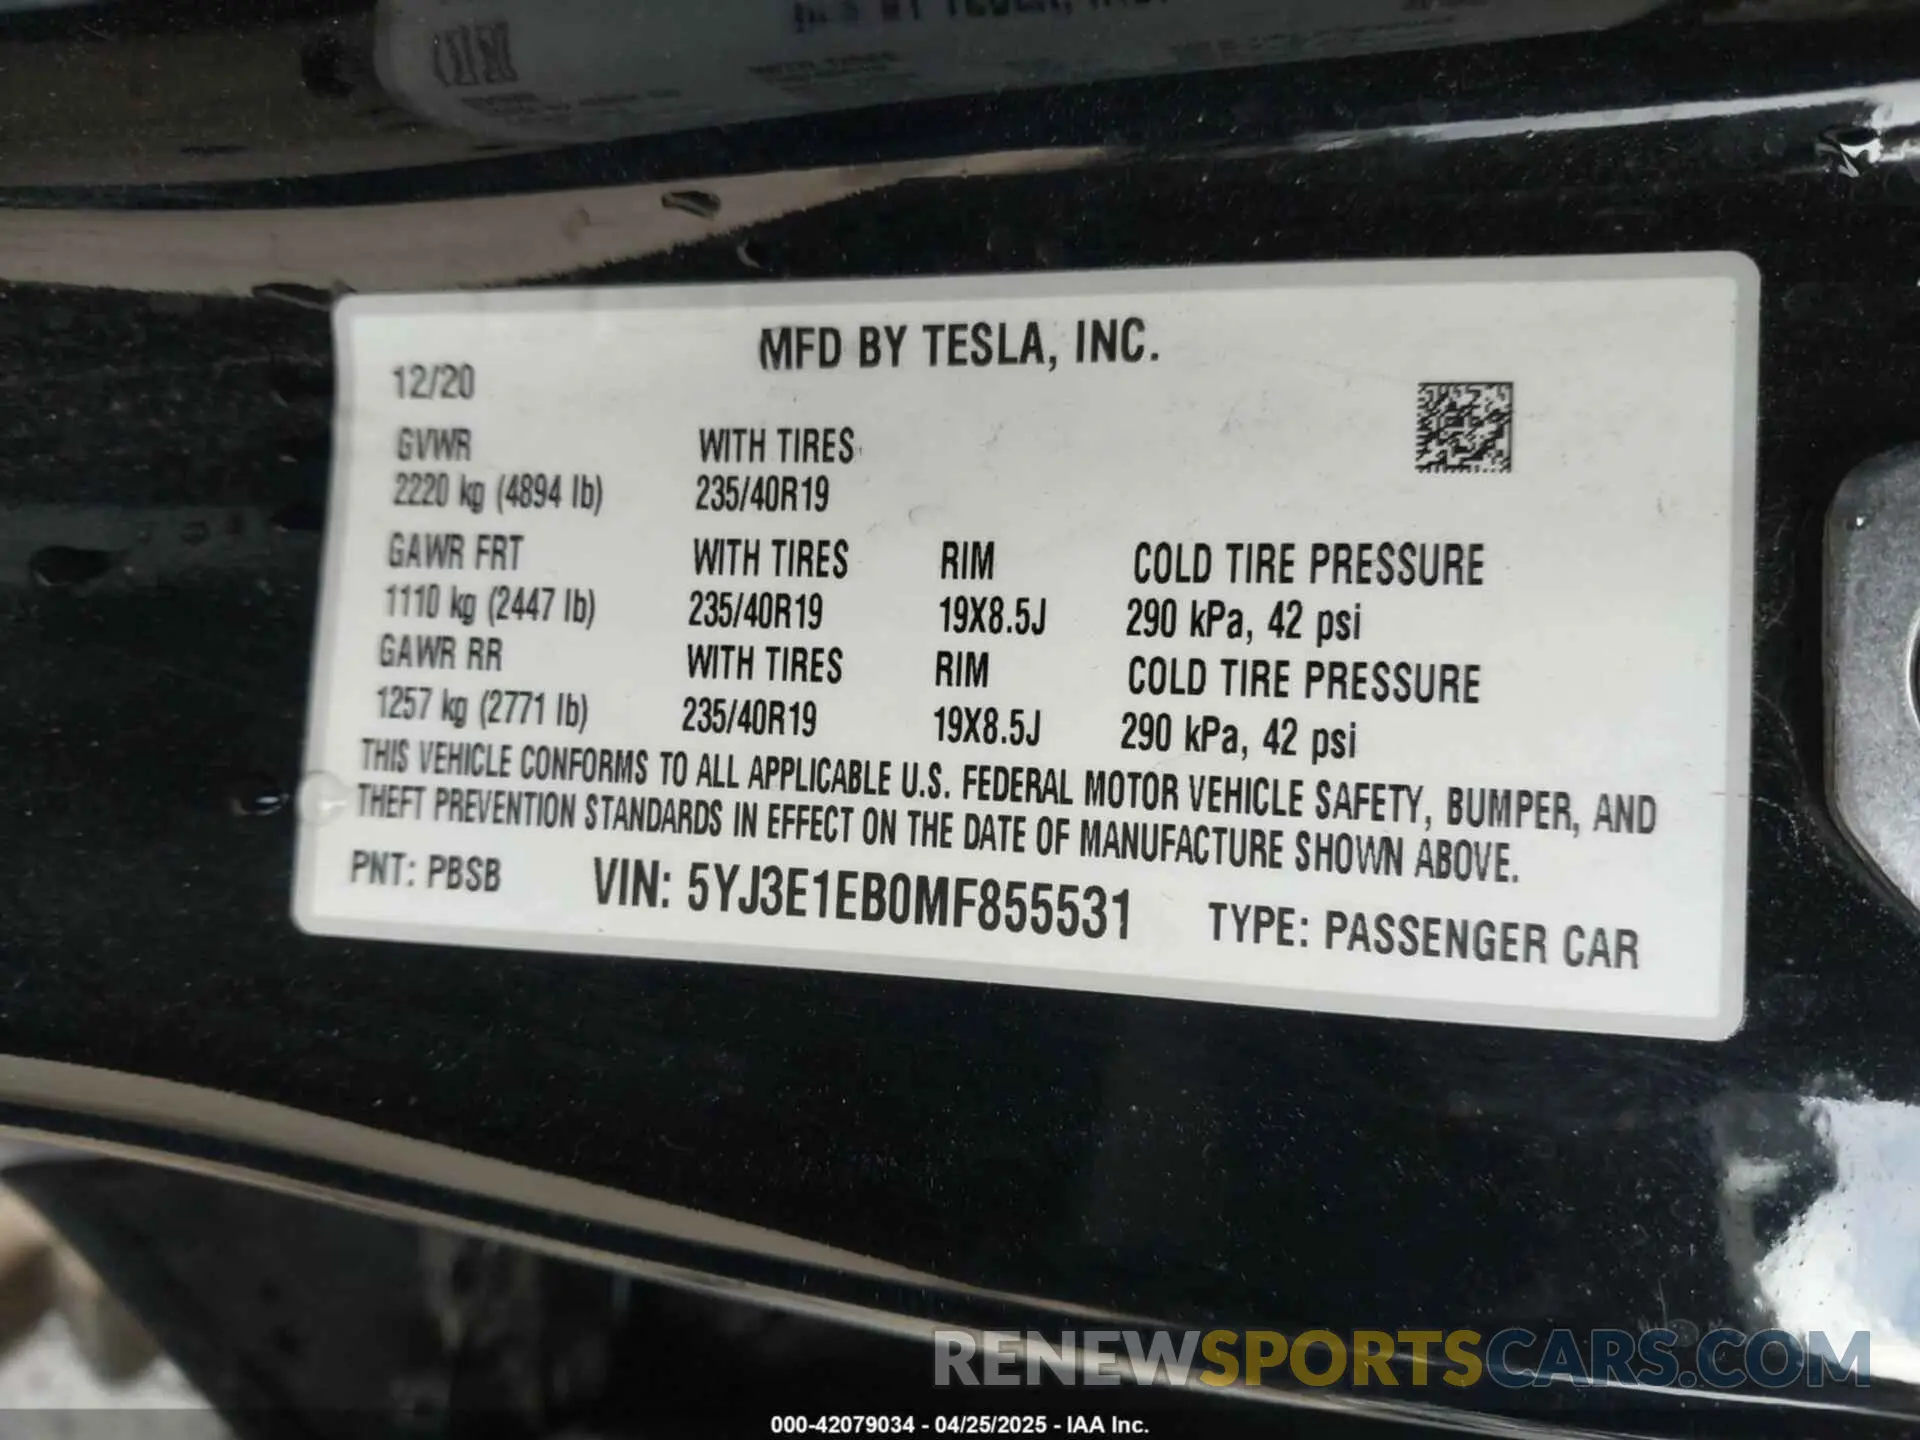 MFD BY TESLA, INC.
12/20
GVWR WITH TIRES
2220 kg (4894 lb) 235/40R19
GAWR FRT WITH TIRES RIM COLD TIRE PRESSURE
1110 kg (2447 lb) 235/40R19 19X8.5J 290 kPa, 42 psi
GAWR RR WITH TIRES RIM COLD TIRE PRESSURE
1257 kg (2771 lb) 235/40R19 19X8.5J 290 kPa, 42 psi
THIS VEHICLE CONFORMS TO ALL APPLICABLE U.S. FEDERAL MOTOR VEHICLE SAFETY, BUMPER, AND
THEFT PREVENTION STANDARDS IN EFFECT ON THE DATE OF MANUFACTURE SHOWN ABOVE.
PNT: PBSB VIN: 5YJ3E1EB0MF855531 TYPE: PASSENGER CAR
RENEWSPORTSCARS.COM
000-42079034 - 04/25/2025 - IAA Inc.